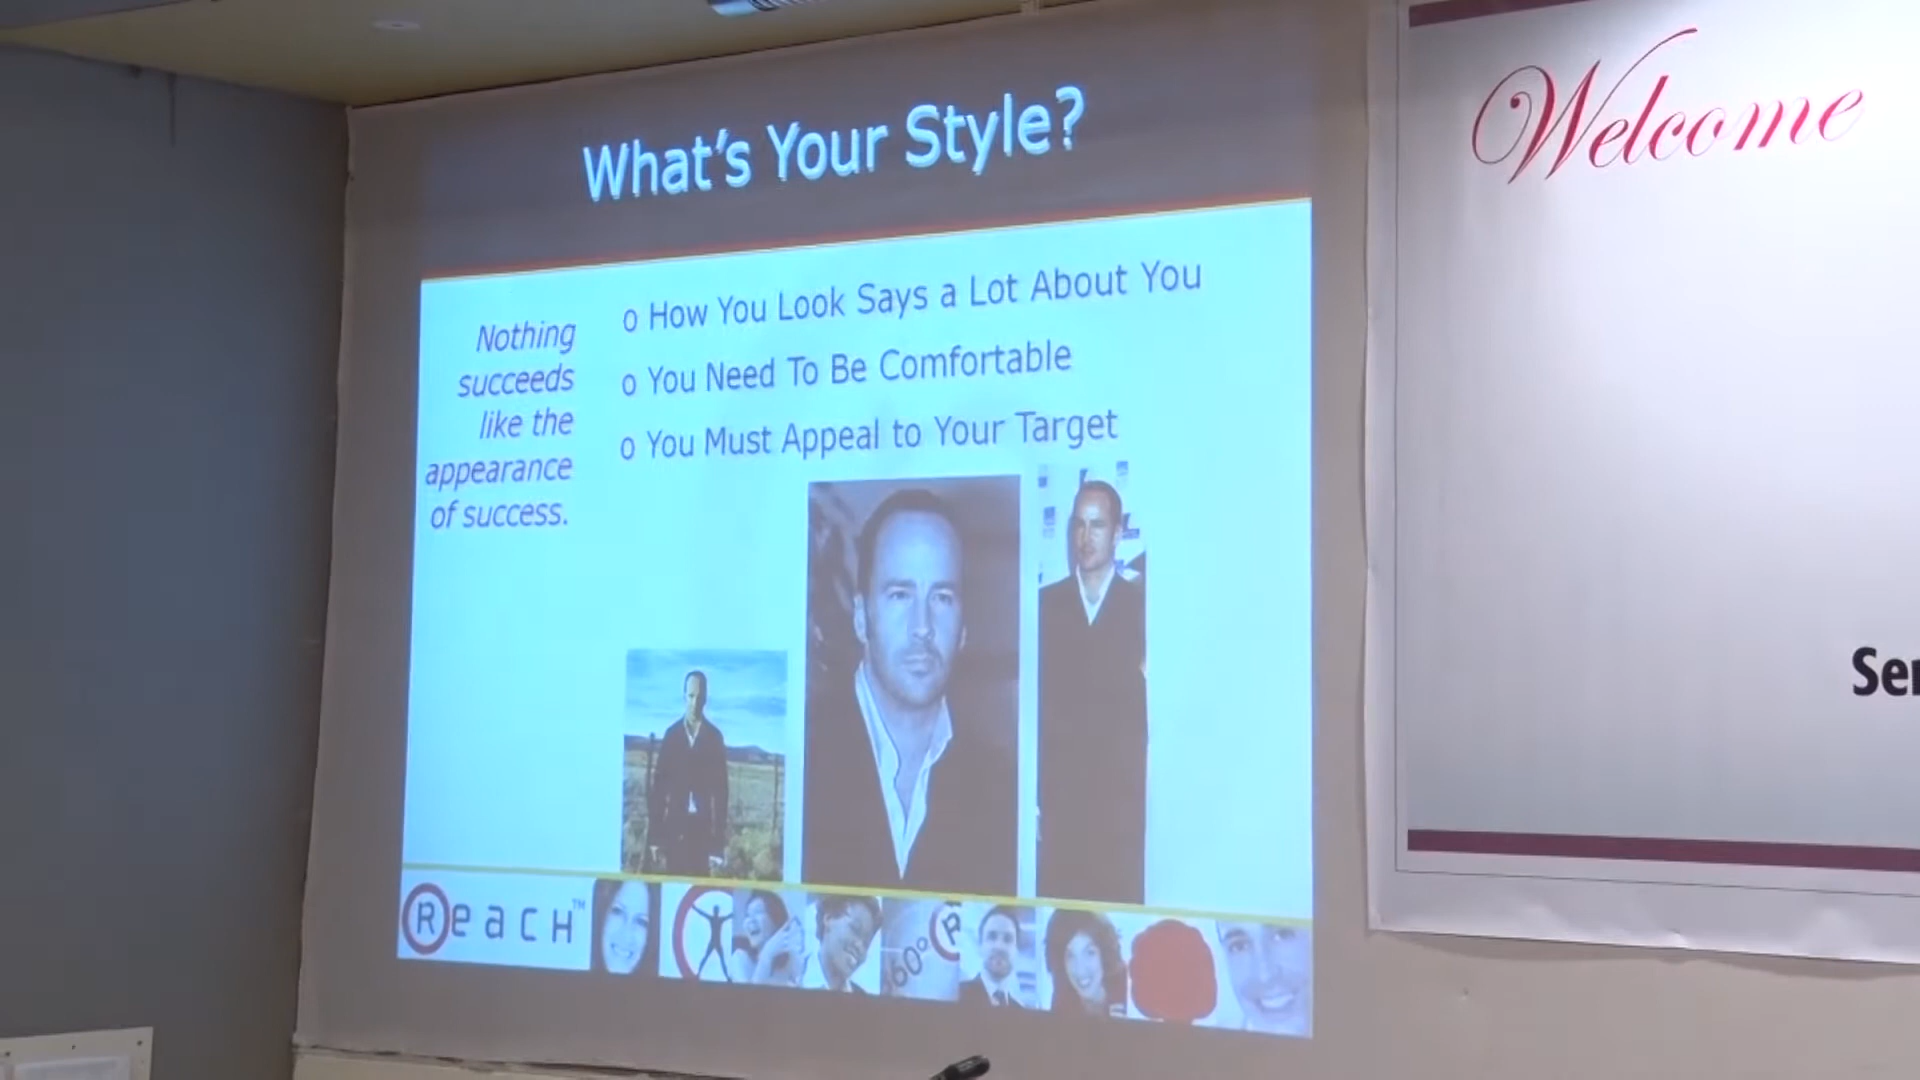 What's Your Style?
Nothing
succeeds
like the
appearance
of success.
o How You Look Says a Lot About You
o You Need To Be Comfortable
o You Must Appeal to Your Target
ReacH™
60°
Welcome